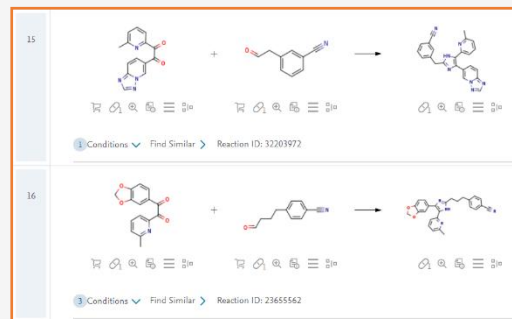 15
+
1 Conditions Find Similar Reaction ID: 32203972
16
+
3 Conditions Find Similar Reaction ID: 23655562